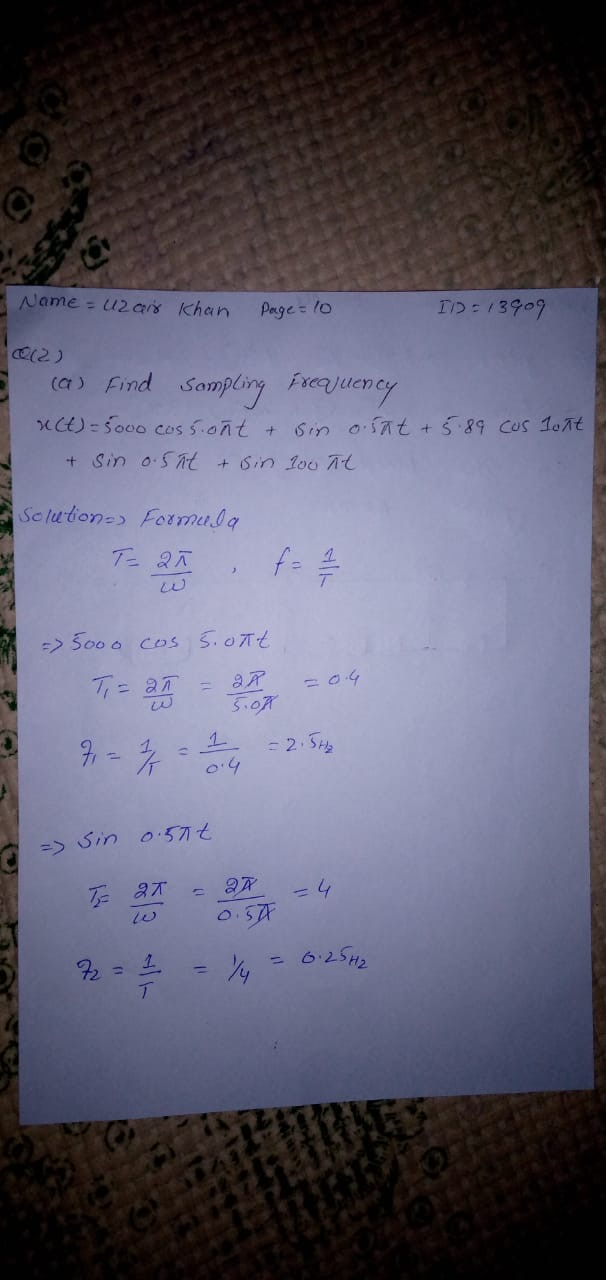 Name = Uzair Khan Page = 10 ID = 13909
Q(2)
(a) Find Sampling Frequency
x(t) = 5000 cos 5.0πt + sin 0.5πt + 5.89 cos 10πt
+ sin 0.5πt + sin 100πt
Solution => Formula
T = 2π/ω , f = 1/T
=> 5000 cos 5.0πt
T₁ = 2π/ω = 2π/5.0π = 0.4
f₁ = 1/T = 1/0.4 = 2.5Hz
=> Sin 0.5πt
T₂ = 2π/ω = 2π/0.5π = 4
f₂ = 1/T = 1/4 = 0.25Hz